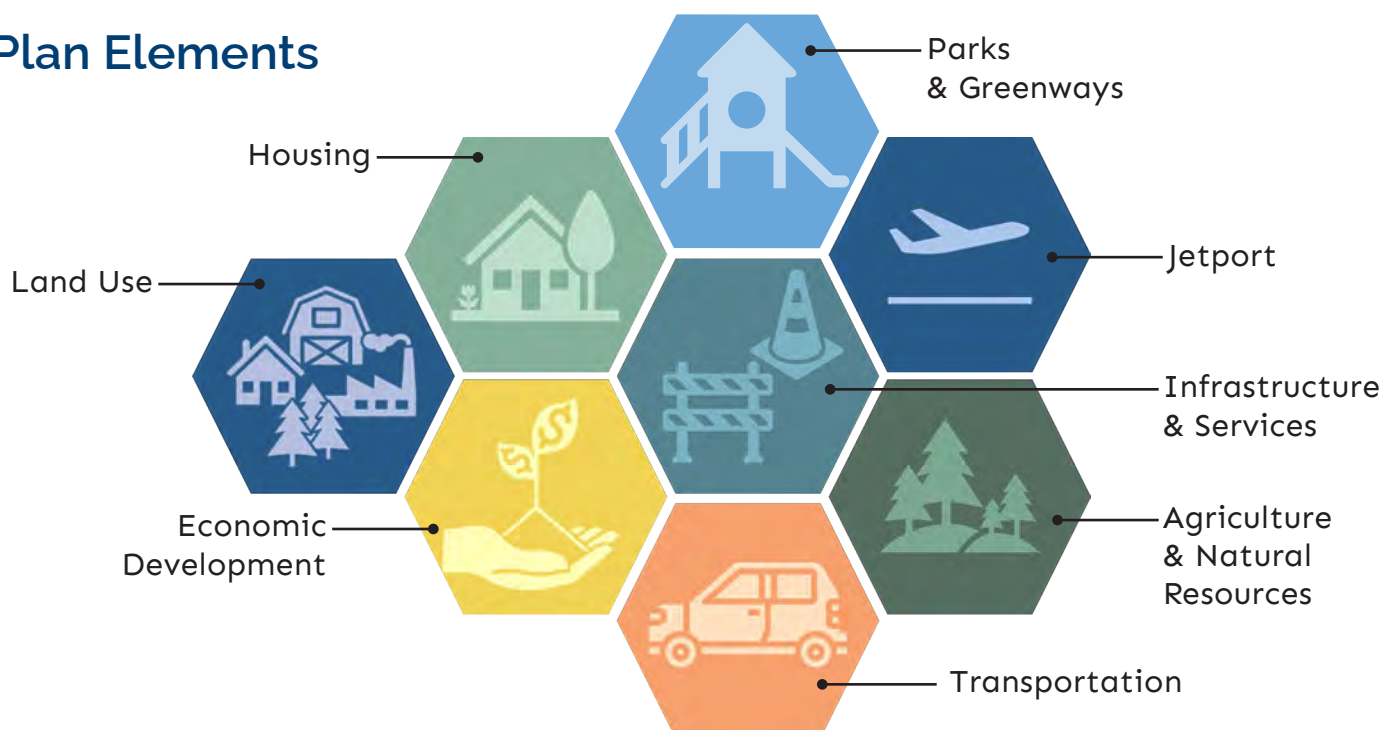 Plan Elements
Parks
& Greenways
Housing
Jetport
Land Use
Infrastructure
& Services
Economic
Development
Agriculture
& Natural
Resources
Transportation